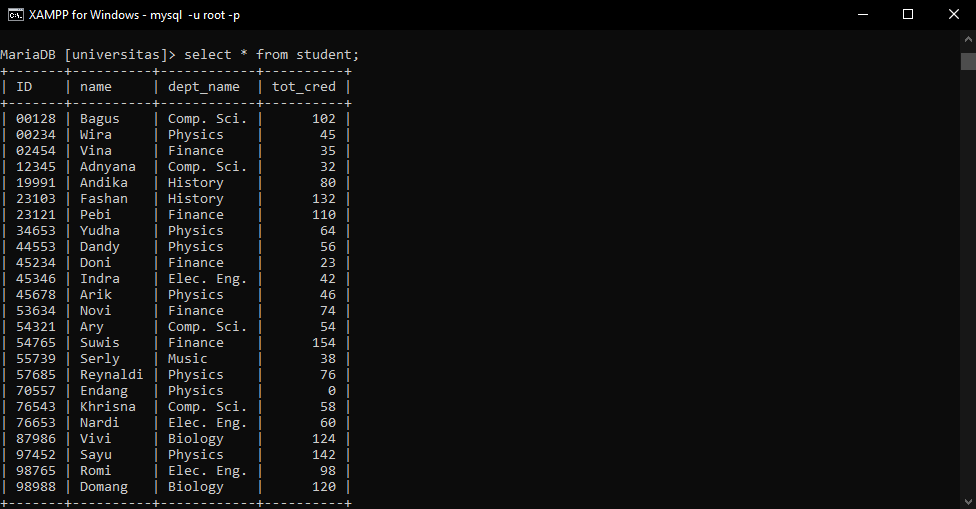 XAMPP for Windows - mysql  -u root -p
MariaDB [universitas]> select * from student;
+-------+----------+------------+----------+
| ID    | name     | dept_name  | tot_cred |
+-------+----------+------------+----------+
| 00128 | Bagus    | Comp. Sci. |      102 |
| 00234 | Wira     | Physics    |       45 |
| 02454 | Vina     | Finance    |       35 |
| 12345 | Adnyana  | Comp. Sci. |       32 |
| 19991 | Andika   | History    |       80 |
| 23103 | Fashan   | History    |      132 |
| 23121 | Pebi     | Finance    |      110 |
| 34653 | Yudha    | Physics    |       64 |
| 44553 | Dandy    | Physics    |       56 |
| 45234 | Doni     | Finance    |       23 |
| 45346 | Indra    | Elec. Eng. |       42 |
| 45678 | Arik     | Physics    |       46 |
| 53634 | Novi     | Finance    |       74 |
| 54321 | Ary      | Comp. Sci. |       54 |
| 54765 | Suwis    | Finance    |      154 |
| 55739 | Serly    | Music      |       38 |
| 57685 | Reynaldi | Physics    |       76 |
| 70557 | Endang   | Physics    |        0 |
| 76543 | Khrisna  | Comp. Sci. |       58 |
| 76653 | Nardi    | Elec. Eng. |       60 |
| 87986 | Vivi     | Biology    |      124 |
| 97452 | Sayu     | Physics    |      142 |
| 98765 | Romi     | Elec. Eng. |       98 |
| 98988 | Domang   | Biology    |      120 |
+-------+----------+------------+----------+